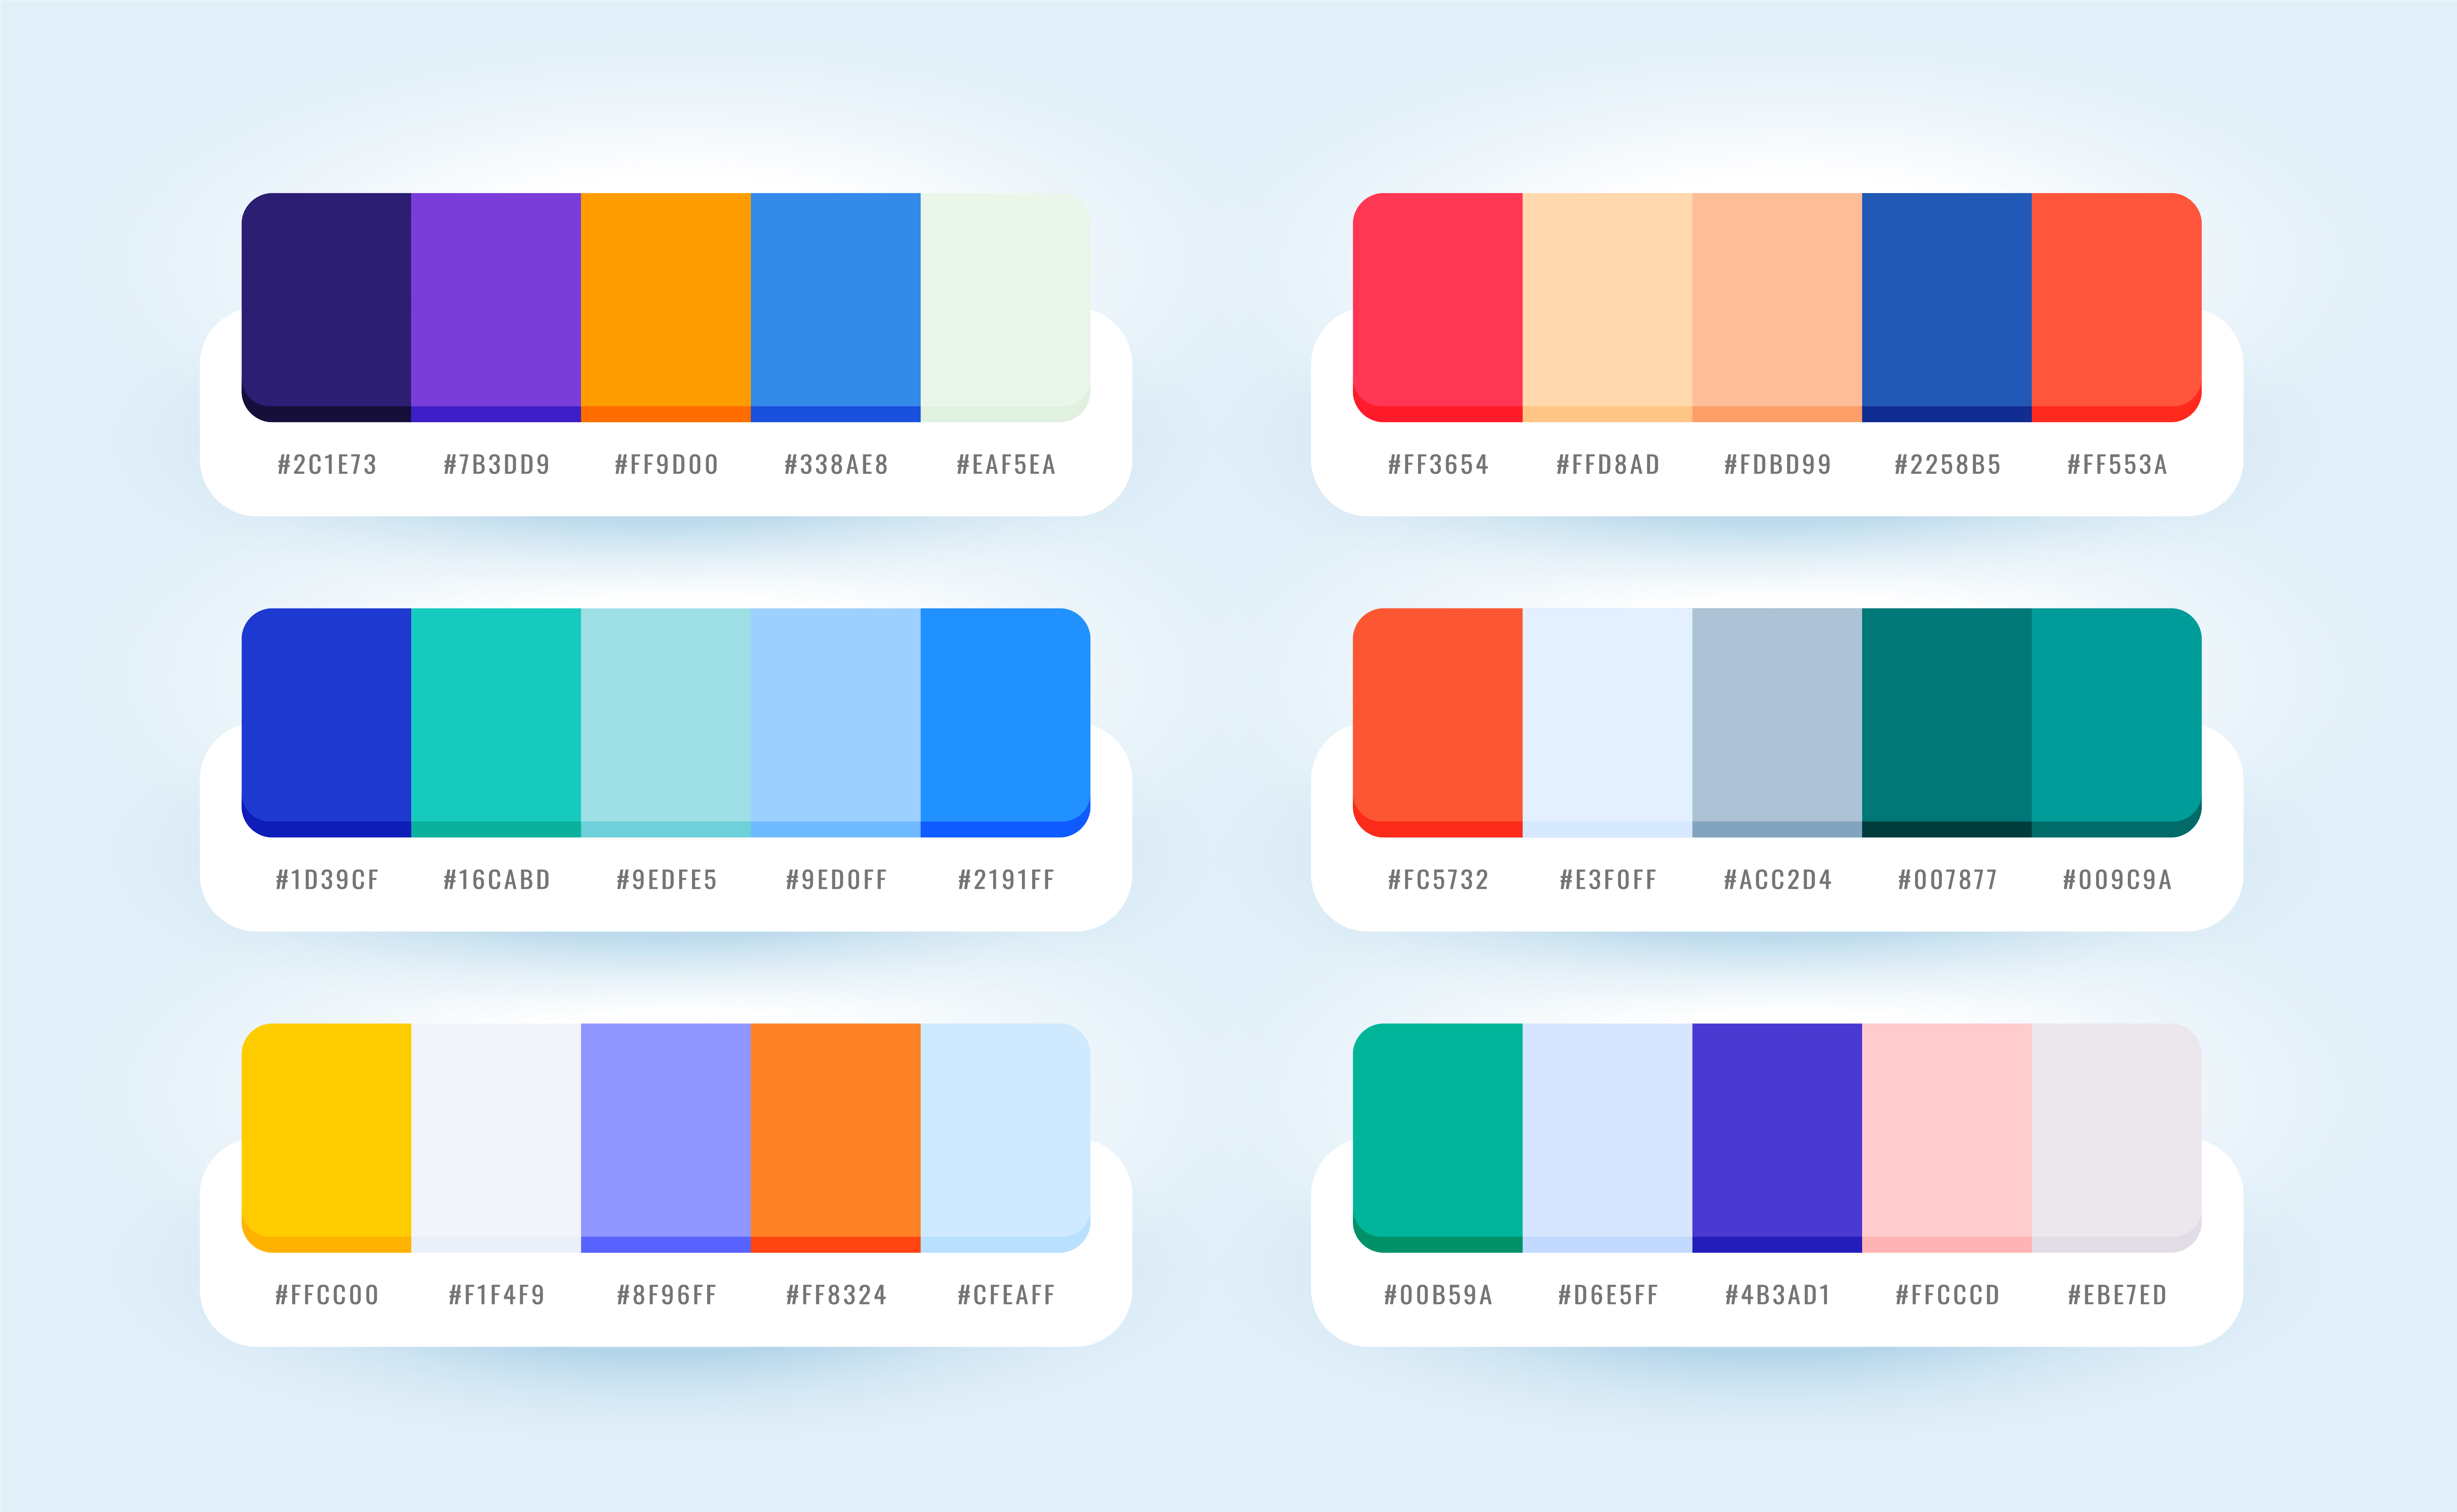 #2C1E73 #7B3DD9 #FF9D00 #338AE8 #EAF5EA
#FF3654 #FFD8AD #FDBD99 #2258B5 #FF553A
#1D39CF #16CABD #9EDFE5 #9ED0FF #2191FF
#FC5732 #E3F0FF #ACC2D4 #007877 #009C9A
#FFCC00 #F1F4F9 #8F96FF #FF8324 #CFEAFF
#00B59A #D6E5FF #4B3AD1 #FFCCCD #EBE7ED